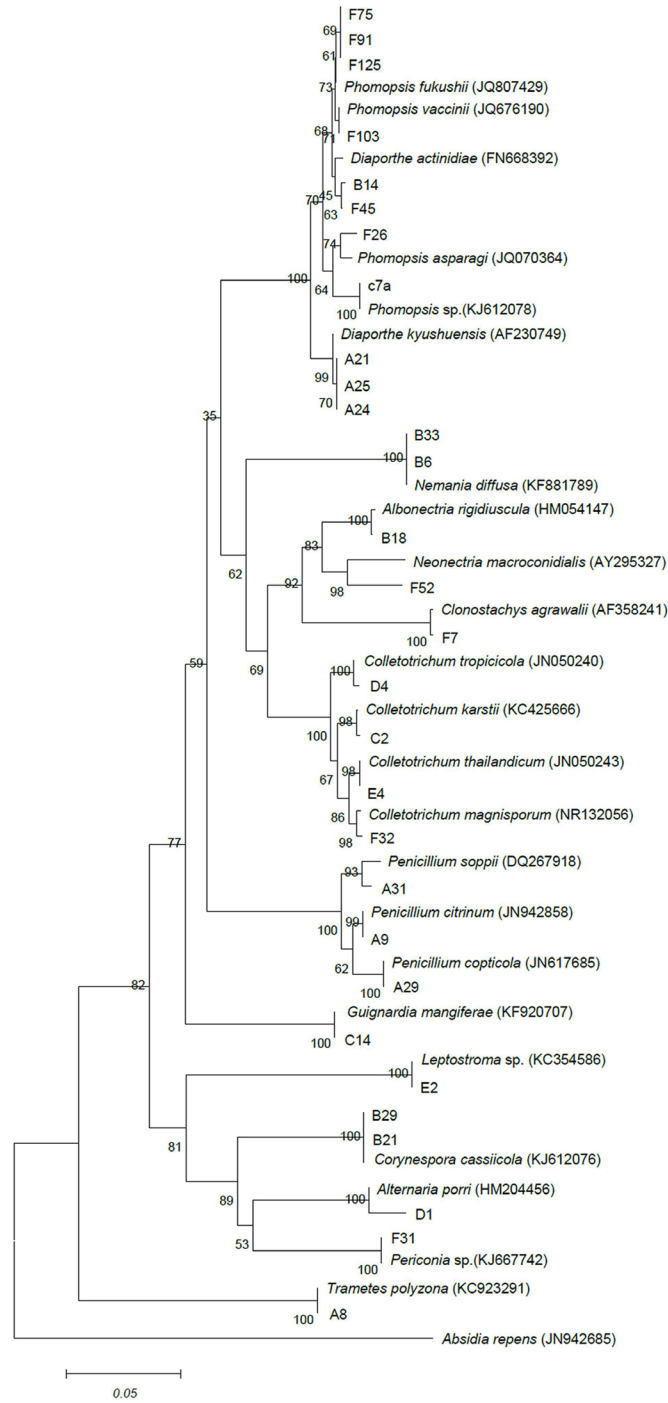 F75
69
F91
61
F125
73
Phomopsis fukushii (JQ807429)
Phomopsis vaccinii (JQ676190)
68
71
F103
Diaporthe actinidiae (FN668392)
B14
45
70
F45
63
F26
74
Phomopsis asparagi (JQ070364)
100
c7a
64
100
Phomopsis sp.(KJ612078)
Diaporthe kyushuensis (AF230749)
A21
99
A25
70
A24
35
B33
100
B6
Nemania diffusa (KF881789)
Albonectria rigidiuscula (HM054147)
100
B18
83
Neonectria macroconidialis (AY295327)
62
92
98
F52
Clonostachys agrawalii (AF358241)
100
F7
59
69
Colletotrichum tropicicola (JN050240)
100
D4
Colletotrichum karstii (KC425666)
98
100
C2
Colletotrichum thailandicum (JN050243)
98
67
E4
Colletotrichum magnisporum (NR132056)
86
98
F32
77
Penicillium soppii (DQ267918)
93
A31
Penicillium citrinum (JN942858)
99
100
A9
Penicillium copticola (JN617685)
62
100
A29
82
Guignardia mangiferae (KF920707)
100
C14
Leptostroma sp. (KC354586)
100
E2
B29
100
B21
81
Corynespora cassiicola (KJ612076)
Alternaria porri (HM204456)
89
100
D1
F31
53
100
Periconia sp.(KJ667742)
Trametes polyzona (KC923291)
100
A8
Absidia repens (JN942685)
0.05